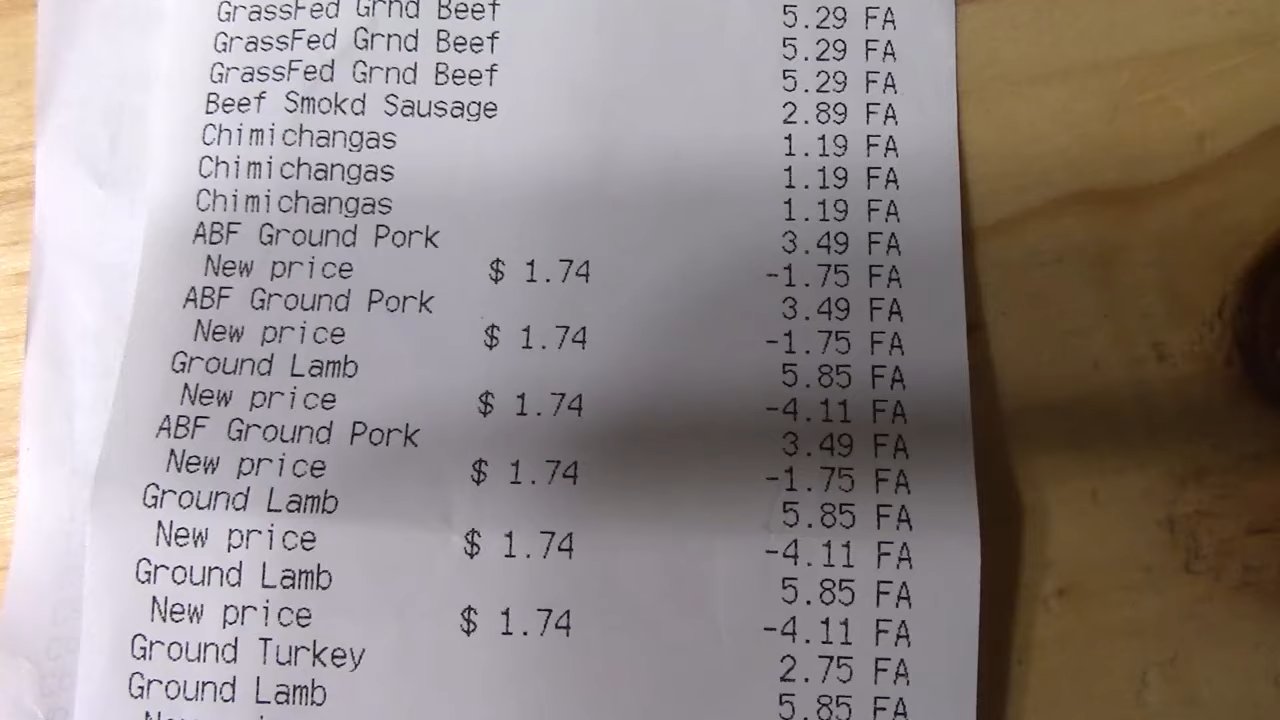 GrassFed Grnd Beef 5.29 FA
GrassFed Grnd Beef 5.29 FA
GrassFed Grnd Beef 5.29 FA
Beef Smokd Sausage 2.89 FA
Chimichangas 1.19 FA
Chimichangas 1.19 FA
Chimichangas 1.19 FA
ABF Ground Pork 3.49 FA
New price $ 1.74 -1.75 FA
ABF Ground Pork 3.49 FA
New price $ 1.74 -1.75 FA
Ground Lamb 5.85 FA
New price $ 1.74 -4.11 FA
ABF Ground Pork 3.49 FA
New price $ 1.74 -1.75 FA
Ground Lamb 5.85 FA
New price $ 1.74 -4.11 FA
Ground Lamb 5.85 FA
New price $ 1.74 -4.11 FA
Ground Turkey 2.75 FA
Ground Lamb 5.85 FA